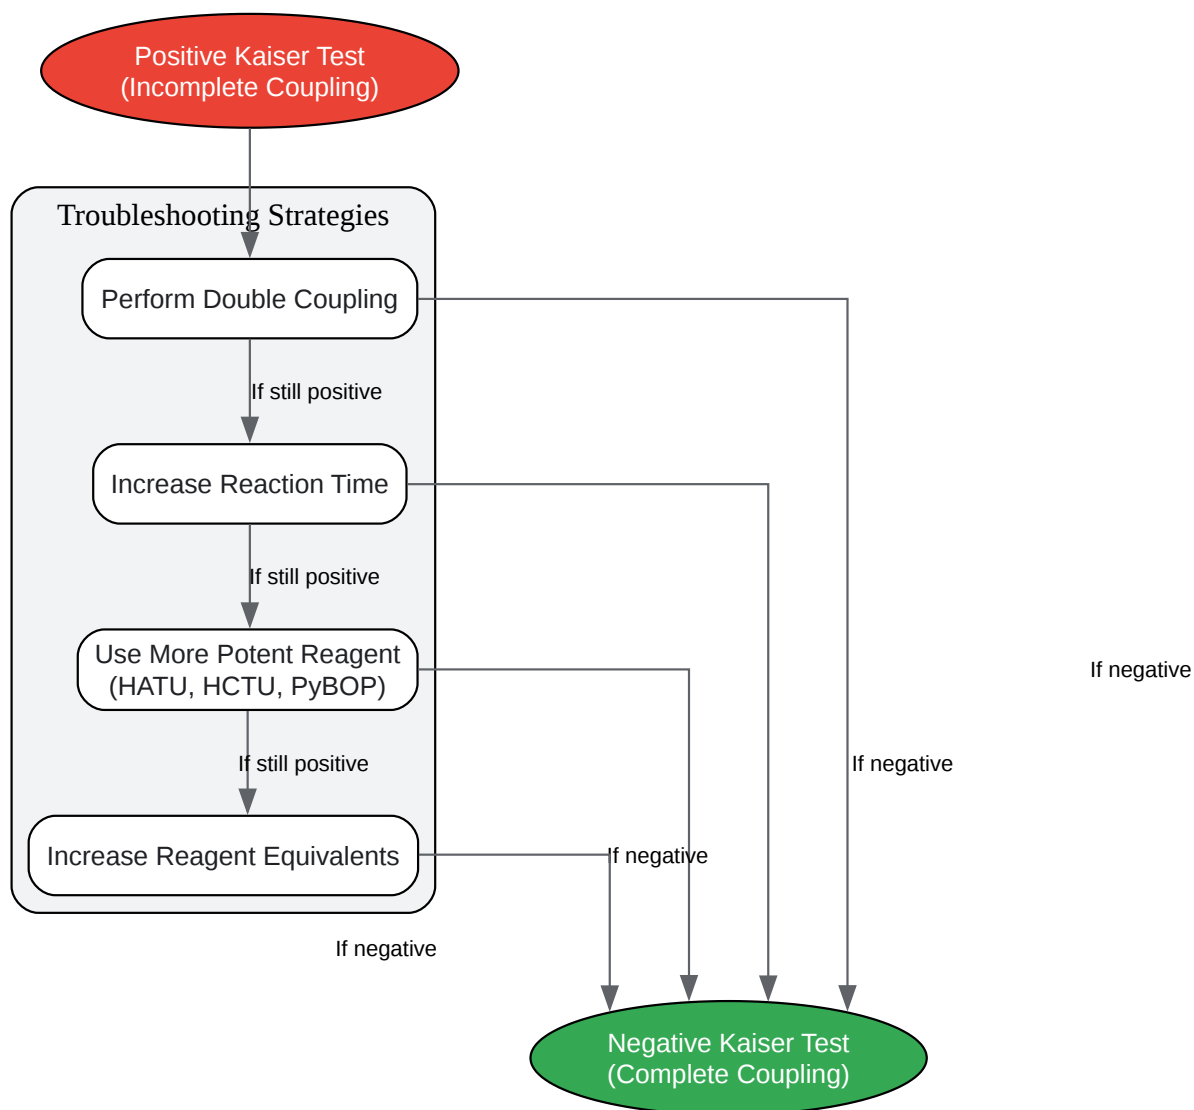 Positive Kaiser Test
(Incomplete Coupling)
Troubleshooting Strategies
Perform Double Coupling
If still positive
Increase Reaction Time
If still positive
Use More Potent Reagent
(HATU, HCTU, PyBOP)
If negative
If still positive
If negative
Increase Reagent Equivalents
If negative
If negative
Negative Kaiser Test
(Complete Coupling)